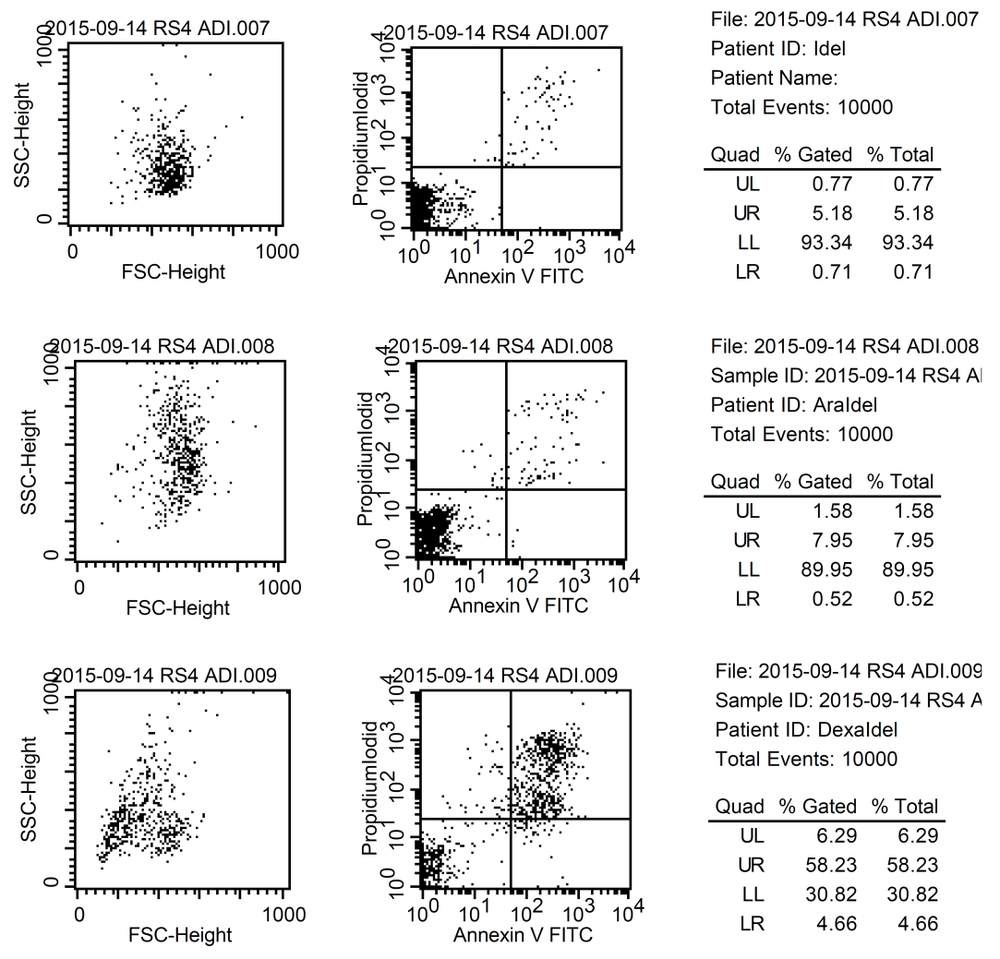 2015-09-14 RS4 ADI.007
SSC-Height
1000
0
0 1000
FSC-Height
2015-09-14 RS4 ADI.007
PropidiumIodid
10^4
10^3
10^2
10^1
10^0
10^0 10^1 10^2 10^3 10^4
Annexin V FITC
File: 2015-09-14 RS4 ADI.007
Patient ID: Idel
Patient Name:
Total Events: 10000
Quad % Gated % Total
UL 0.77 0.77
UR 5.18 5.18
LL 93.34 93.34
LR 0.71 0.71
2015-09-14 RS4 ADI.008
SSC-Height
1000
0
0 1000
FSC-Height
2015-09-14 RS4 ADI.008
PropidiumIodid
10^4
10^3
10^2
10^1
10^0
10^0 10^1 10^2 10^3 10^4
Annexin V FITC
File: 2015-09-14 RS4 ADI.008
Sample ID: 2015-09-14 RS4 A
Patient ID: AraIdel
Total Events: 10000
Quad % Gated % Total
UL 1.58 1.58
UR 7.95 7.95
LL 89.95 89.95
LR 0.52 0.52
2015-09-14 RS4 ADI.009
SSC-Height
1000
0
0 1000
FSC-Height
2015-09-14 RS4 ADI.009
PropidiumIodid
10^4
10^3
10^2
10^1
10^0
10^0 10^1 10^2 10^3 10^4
Annexin V FITC
File: 2015-09-14 RS4 ADI.009
Sample ID: 2015-09-14 RS4 A
Patient ID: DexaIdel
Total Events: 10000
Quad % Gated % Total
UL 6.29 6.29
UR 58.23 58.23
LL 30.82 30.82
LR 4.66 4.66